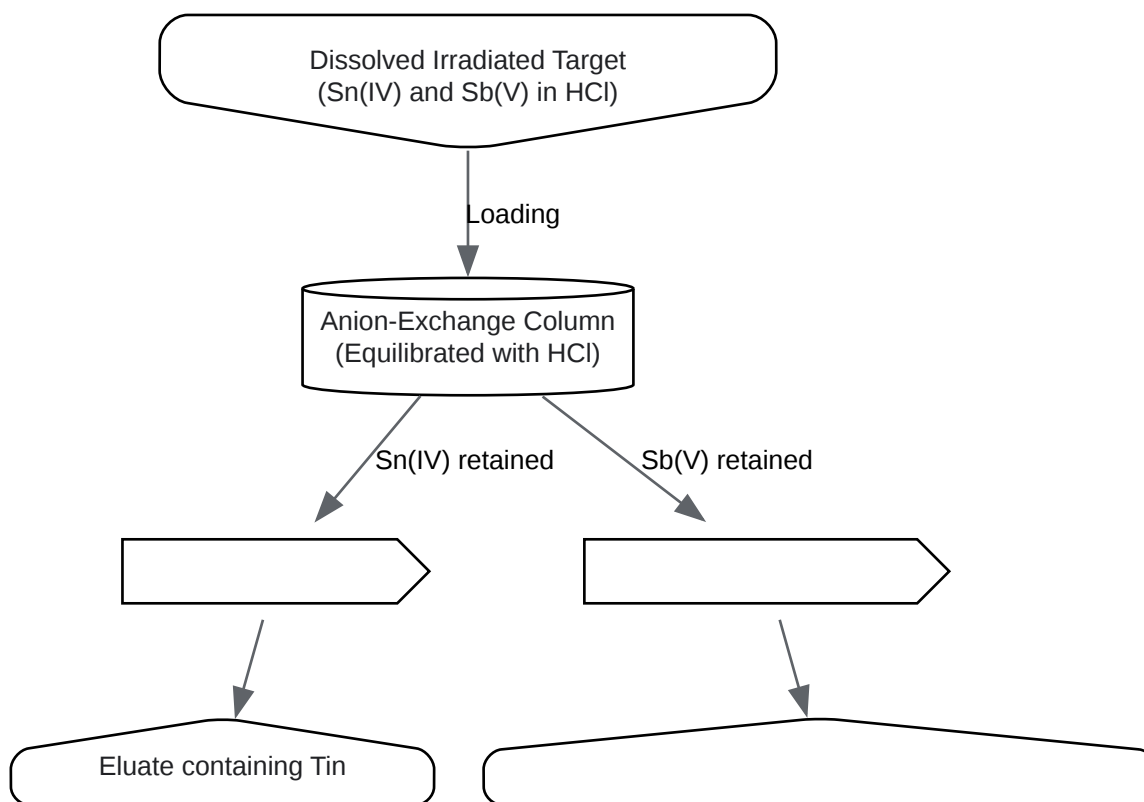 Dissolved Irradiated Target
(Sn(IV) and Sb(V) in HCl)
Loading
Anion-Exchange Column
(Equilibrated with HCl)
Sn(IV) retained
Sb(V) retained
Eluate containing Tin